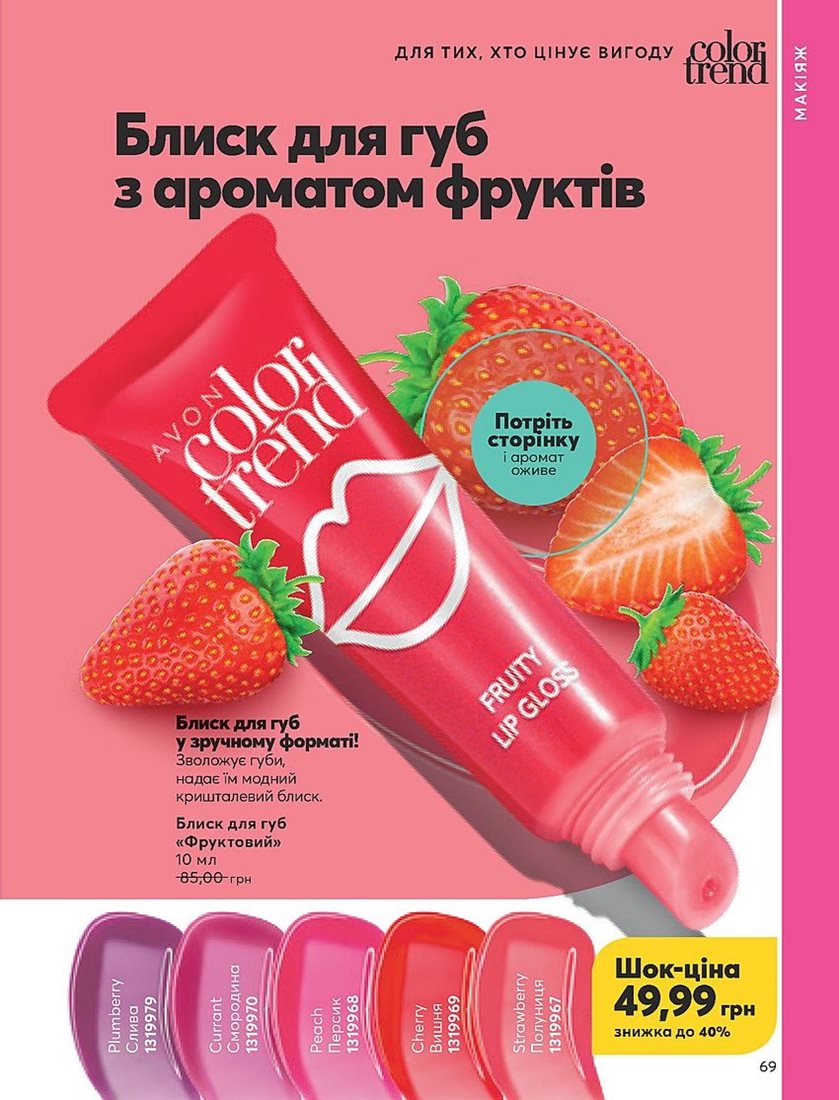 ДЛЯ ТИХ, ХТО ЦІНУЄ ВИГОДУ
color
trend
МАКІЯЖ
Блиск для губ
з ароматом фруктів
AVON
color
trend
Потріть
сторінку
і аромат
оживе
FRUITY
LIP GLOSS
Блиск для губ
у зручному форматі!
Зволожує губи,
надає їм модний
кришталевий блиск.
Блиск для губ
«Фруктовий»
10 мл
85,00 грн
Plumberry
Слива
1319979
Currant
Смородина
1319970
Peach
Персик
1319968
Cherry
Вишня
1319969
Strawberry
Полуниця
1319967
Шок-ціна
49,99 грн
знижка до 40%
69